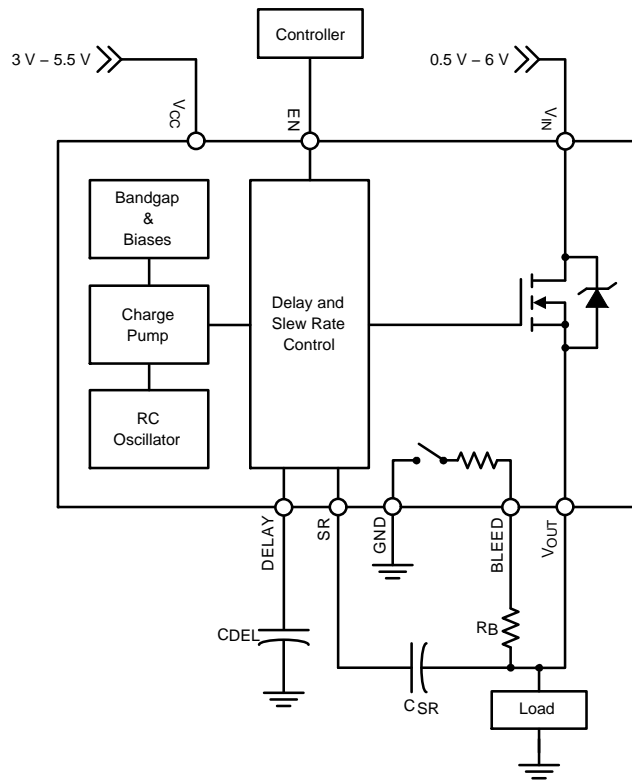 Controller
3 V – 5.5 V
0.5 V – 6 V
VCC
EN
VIN
Bandgap
&
Biases
Charge
Pump
RC
Oscillator
Delay and
Slew Rate
Control
DELAY
SR
GND
BLEED
VOUT
CDEL
RB
CSR
Load